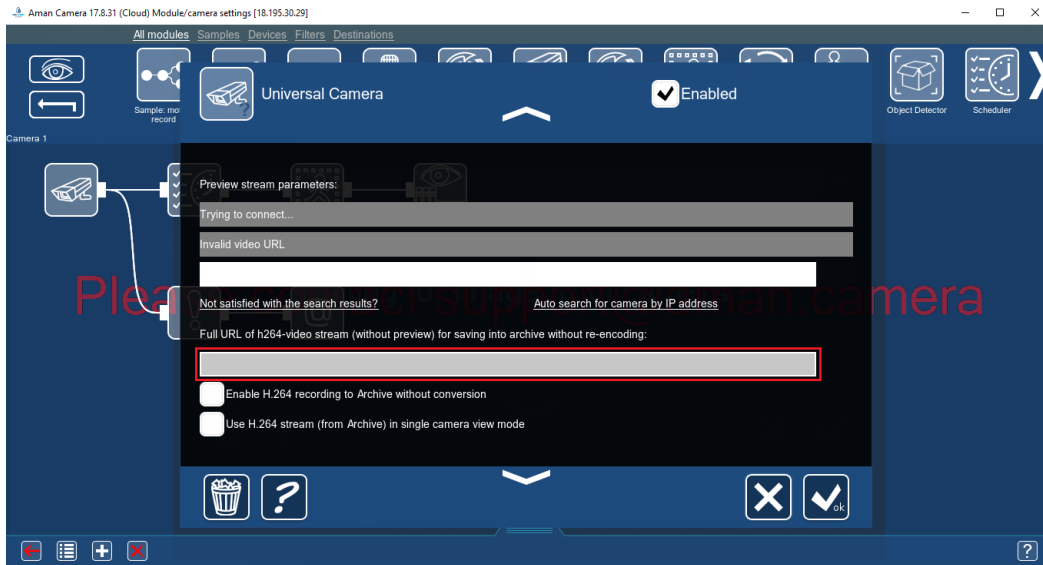 Aman Camera 17.8.31 (Cloud) Module/camera settings [18.195.30.29]
All modules Samples Devices Filters Destinations
Sample: mo
record
Object Detector
Scheduler
Camera 1
Universal Camera
Enabled
Preview stream parameters:
Trying to connect...
Invalid video URL
Not satisfied with the search results?
Auto search for camera by IP address
Full URL of h264-video stream (without preview) for saving into archive without re-encoding:
Enable H.264 recording to Archive without conversion
Use H.264 stream (from Archive) in single camera view mode
ok